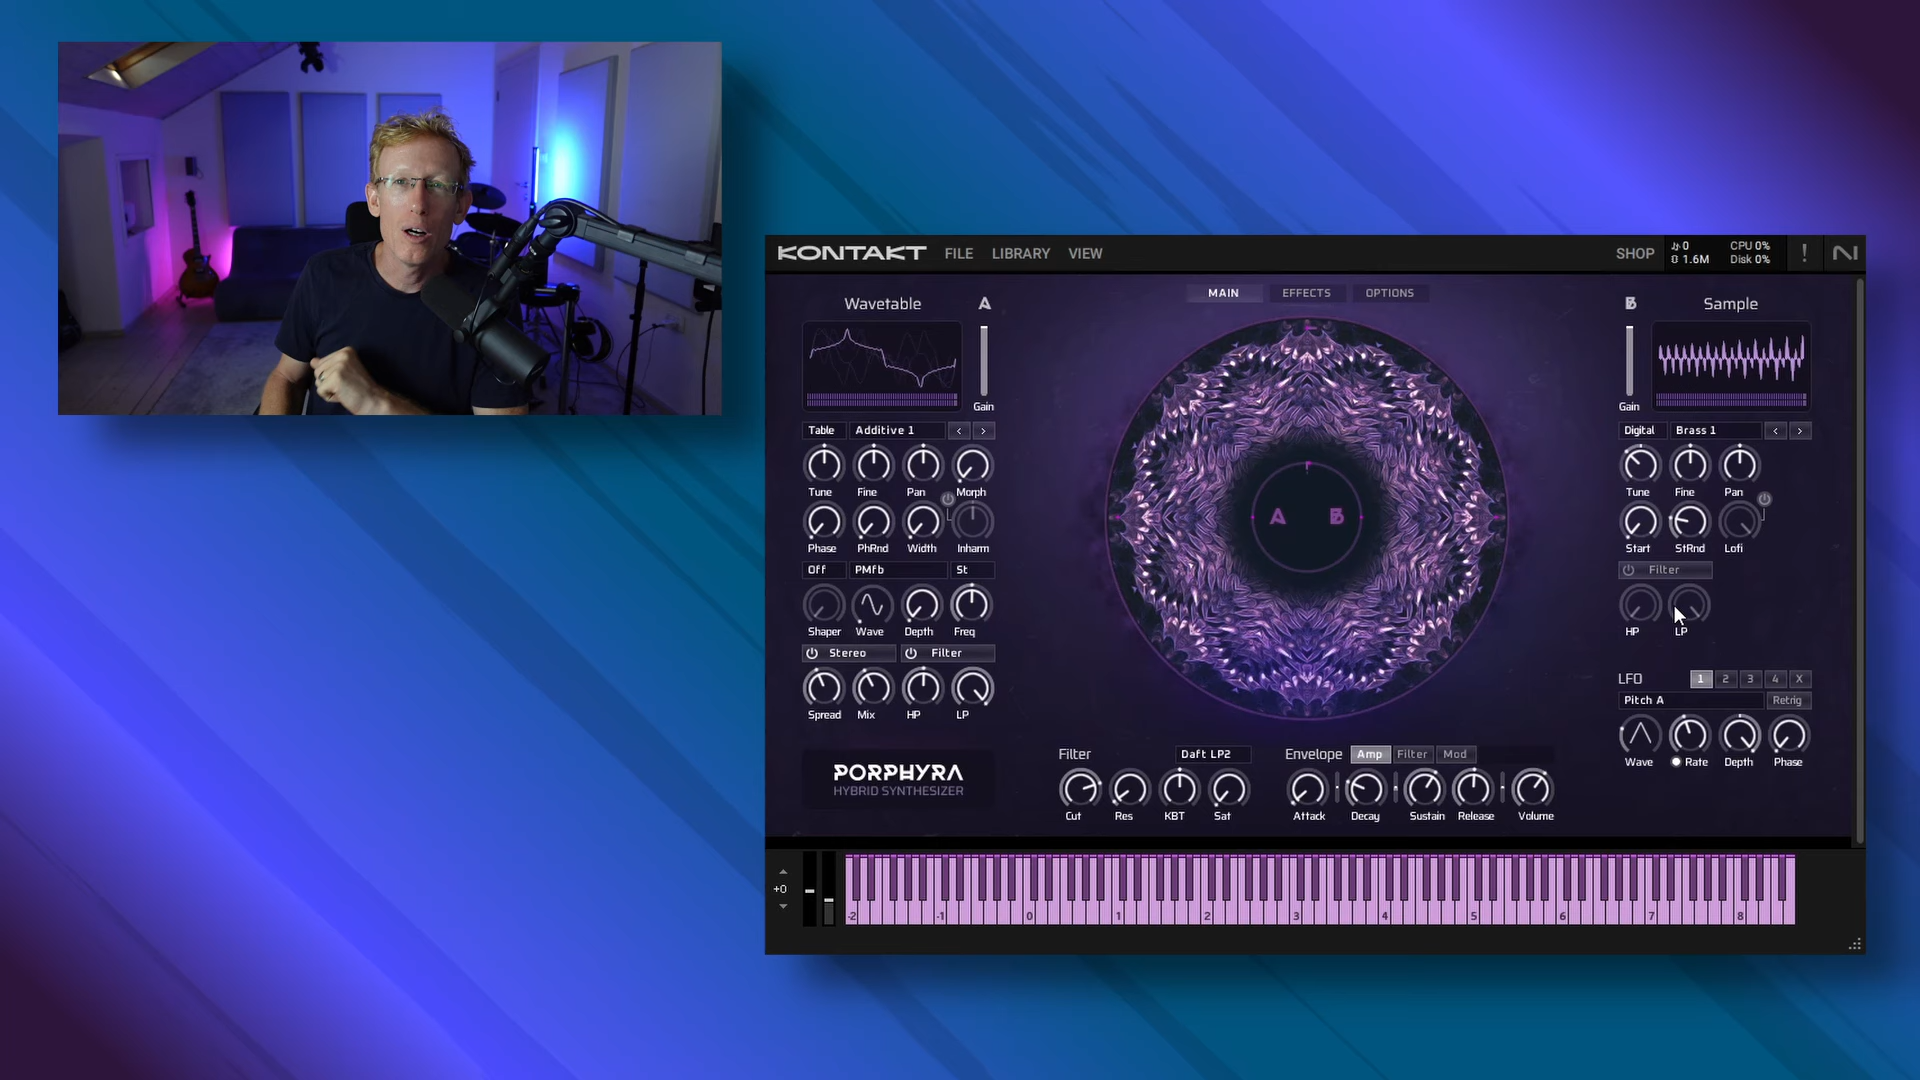 KONTAKT FILE LIBRARY VIEW SHOP 0 CPU 0%
1.6M Disk 0% !
MAIN EFFECTS OPTIONS
Wavetable A
Gain
Table Additive 1 < >
Tune Fine Pan Morph
Phase PhRnd Width Inharm
Off PMfb St
Shaper Wave Depth Freq
Stereo Filter
Spread Mix HP LP
PORPHYRA
HYBRID SYNTHESIZER
A B
Filter Daft LP2
Cut Res KBT Sat
Envelope Amp Filter Mod
Attack Decay Sustain Release Volume
B Sample
Gain
Digital Brass 1 < >
Tune Fine Pan
Start StRnd Lofi
Filter
HP LP
LFO 1 2 3 4 X
Pitch A Retrig
Wave Rate Depth Phase
+0
-2 -1 0 1 2 3 4 5 6 7 8